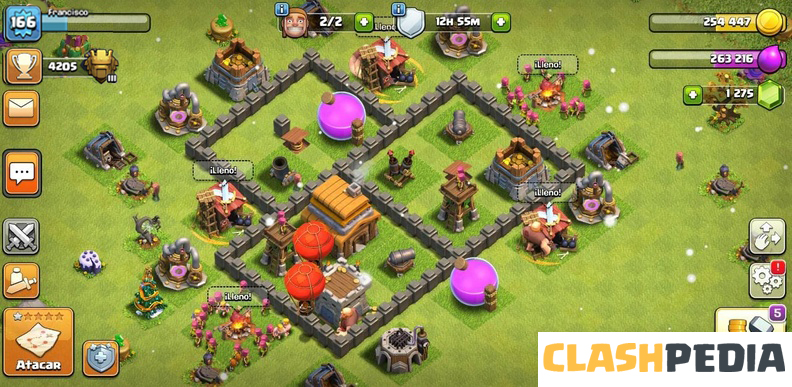 francisco
166
2/2
12h 55m
254 447
4205
III
263 216
1 275
¡Lleno!
¡Lleno!
¡Lleno!
¡Lleno!
¡Lleno!
Atacar
!
5
CLASHPEDIA